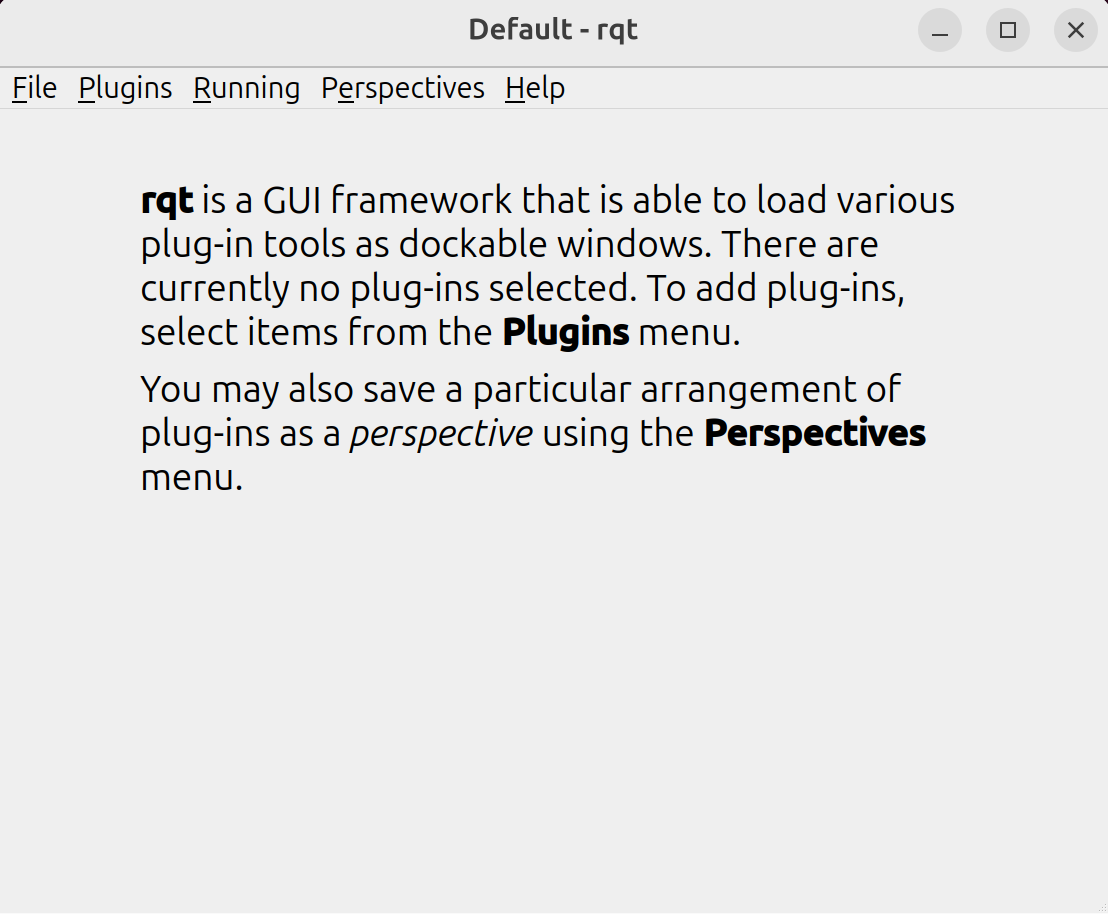 Default - rqt
File Plugins Running Perspectives Help
rqt is a GUI framework that is able to load various
plug-in tools as dockable windows. There are
currently no plug-ins selected. To add plug-ins,
select items from the Plugins menu.
You may also save a particular arrangement of
plug-ins as a perspective using the Perspectives
menu.